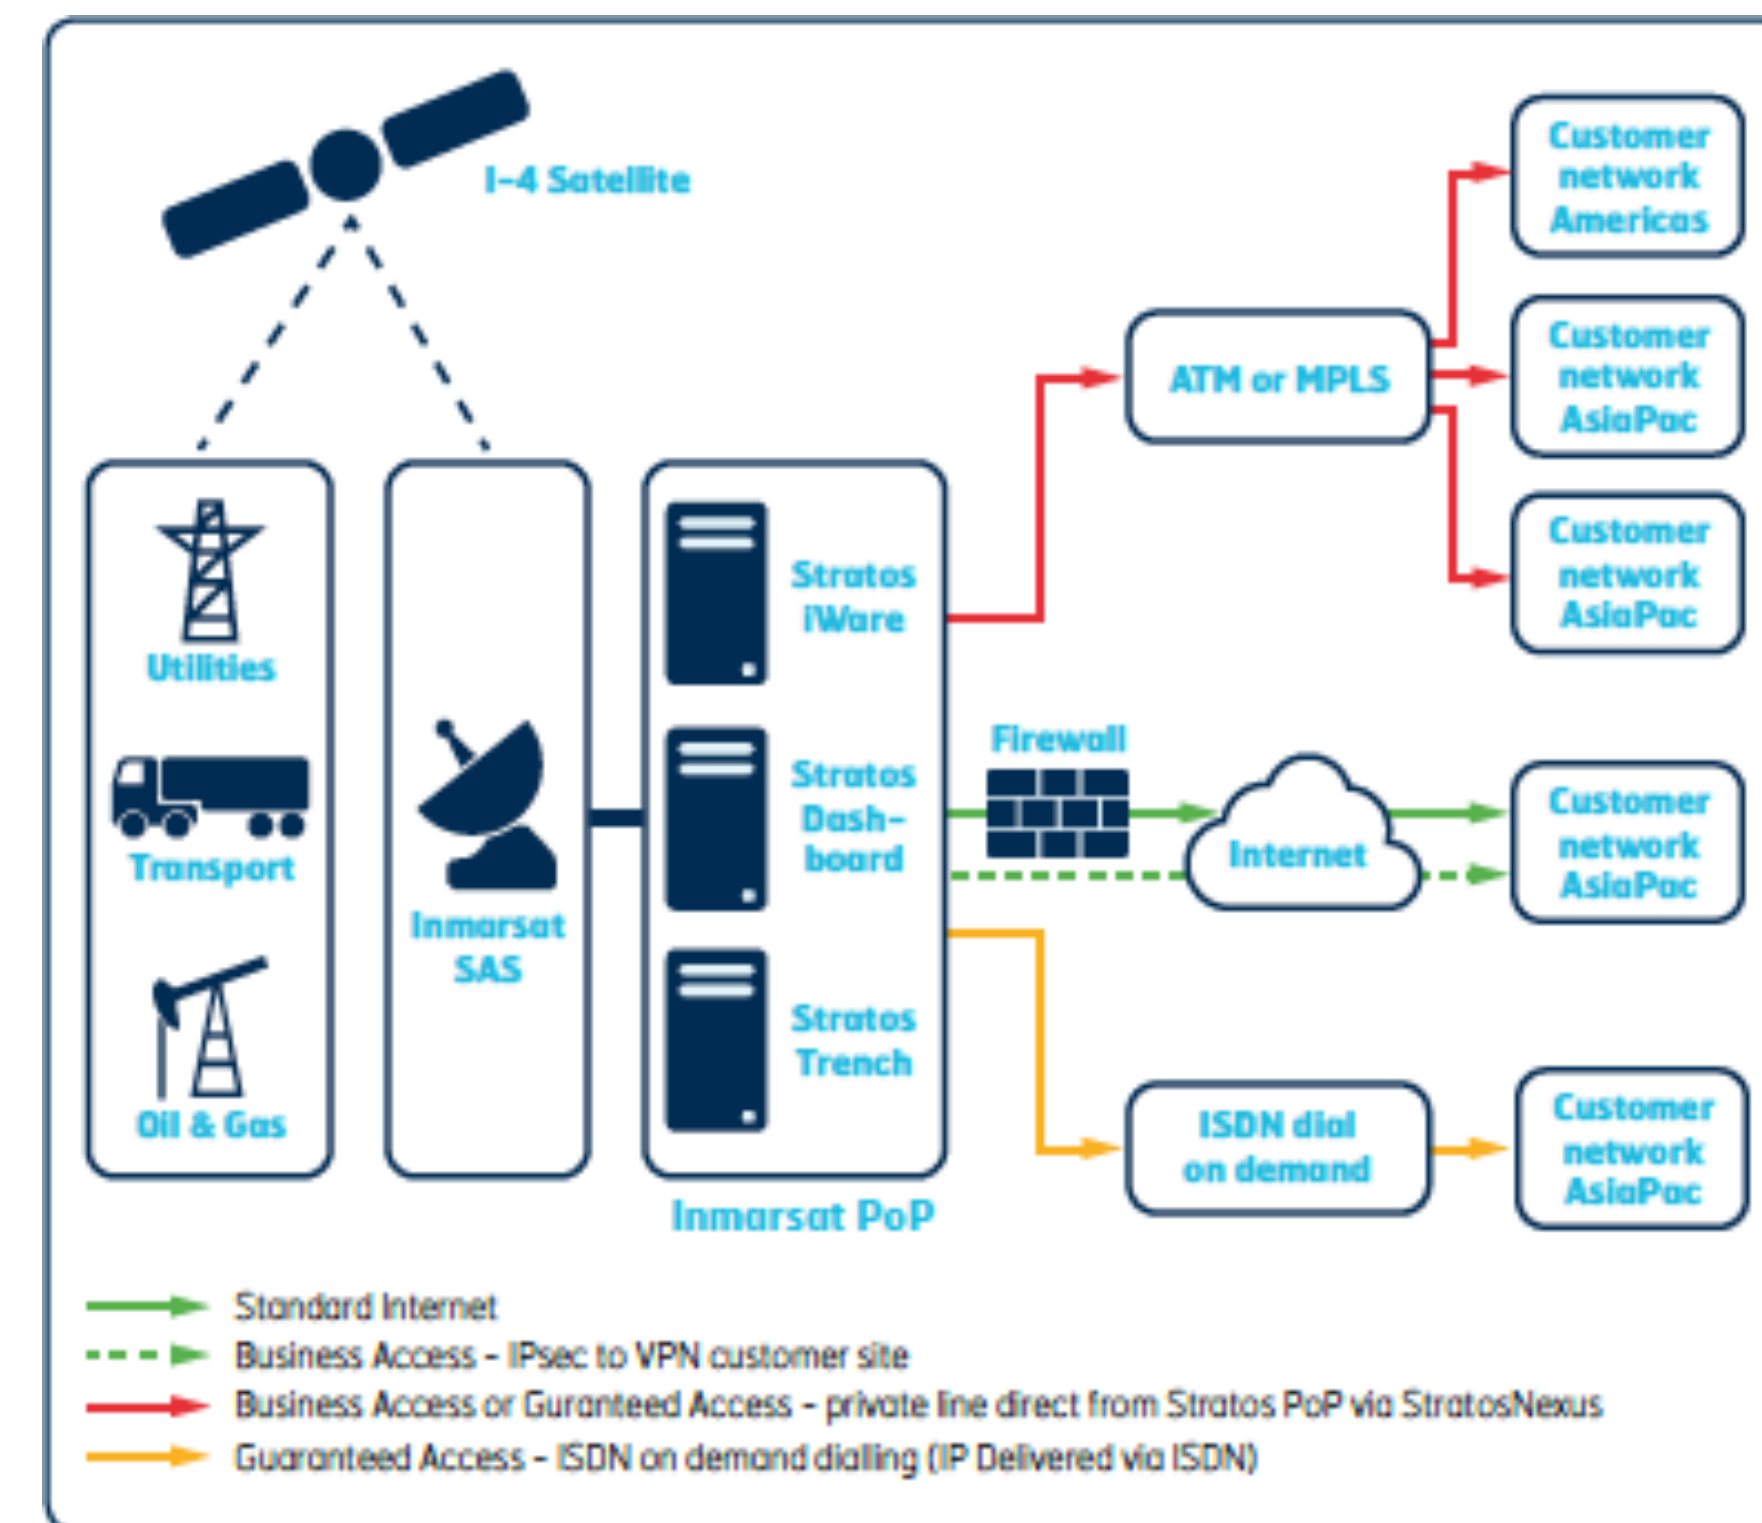 I-4 Satellite
Customer
network
Americas
ATM or MPLS
Customer
network
AsiaPac
Customer
network
AsiaPac
Utilities
Transport
Oil & Gas
Inmarsat
SAS
Stratos
iWare
Stratos
Dash-
board
Stratos
Trench
Inmarsat PoP
Firewall
Internet
Customer
network
AsiaPac
ISDN dial
on demand
Customer
network
AsiaPac
Standard Internet
Business Access - IPsec to VPN customer site
Business Access or Guranteed Access - private line direct from Stratos PoP via StratosNexus
Guaranteed Access - ISDN on demand dialling (IP Delivered via ISDN)